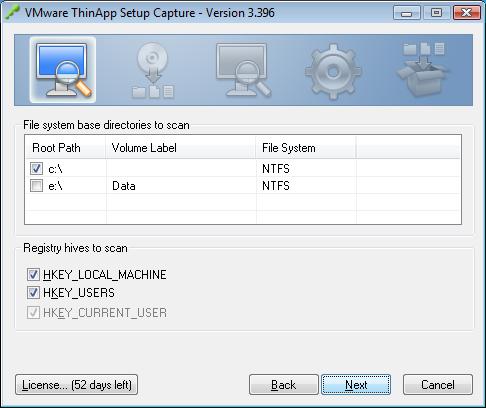 VMware ThinApp Setup Capture - Version 3.396
File system base directories to scan
Root Path Volume Label File System
c:\ NTFS
e:\ Data NTFS
Registry hives to scan
HKEY_LOCAL_MACHINE
HKEY_USERS
HKEY_CURRENT_USER
License... (52 days left) Back Next Cancel